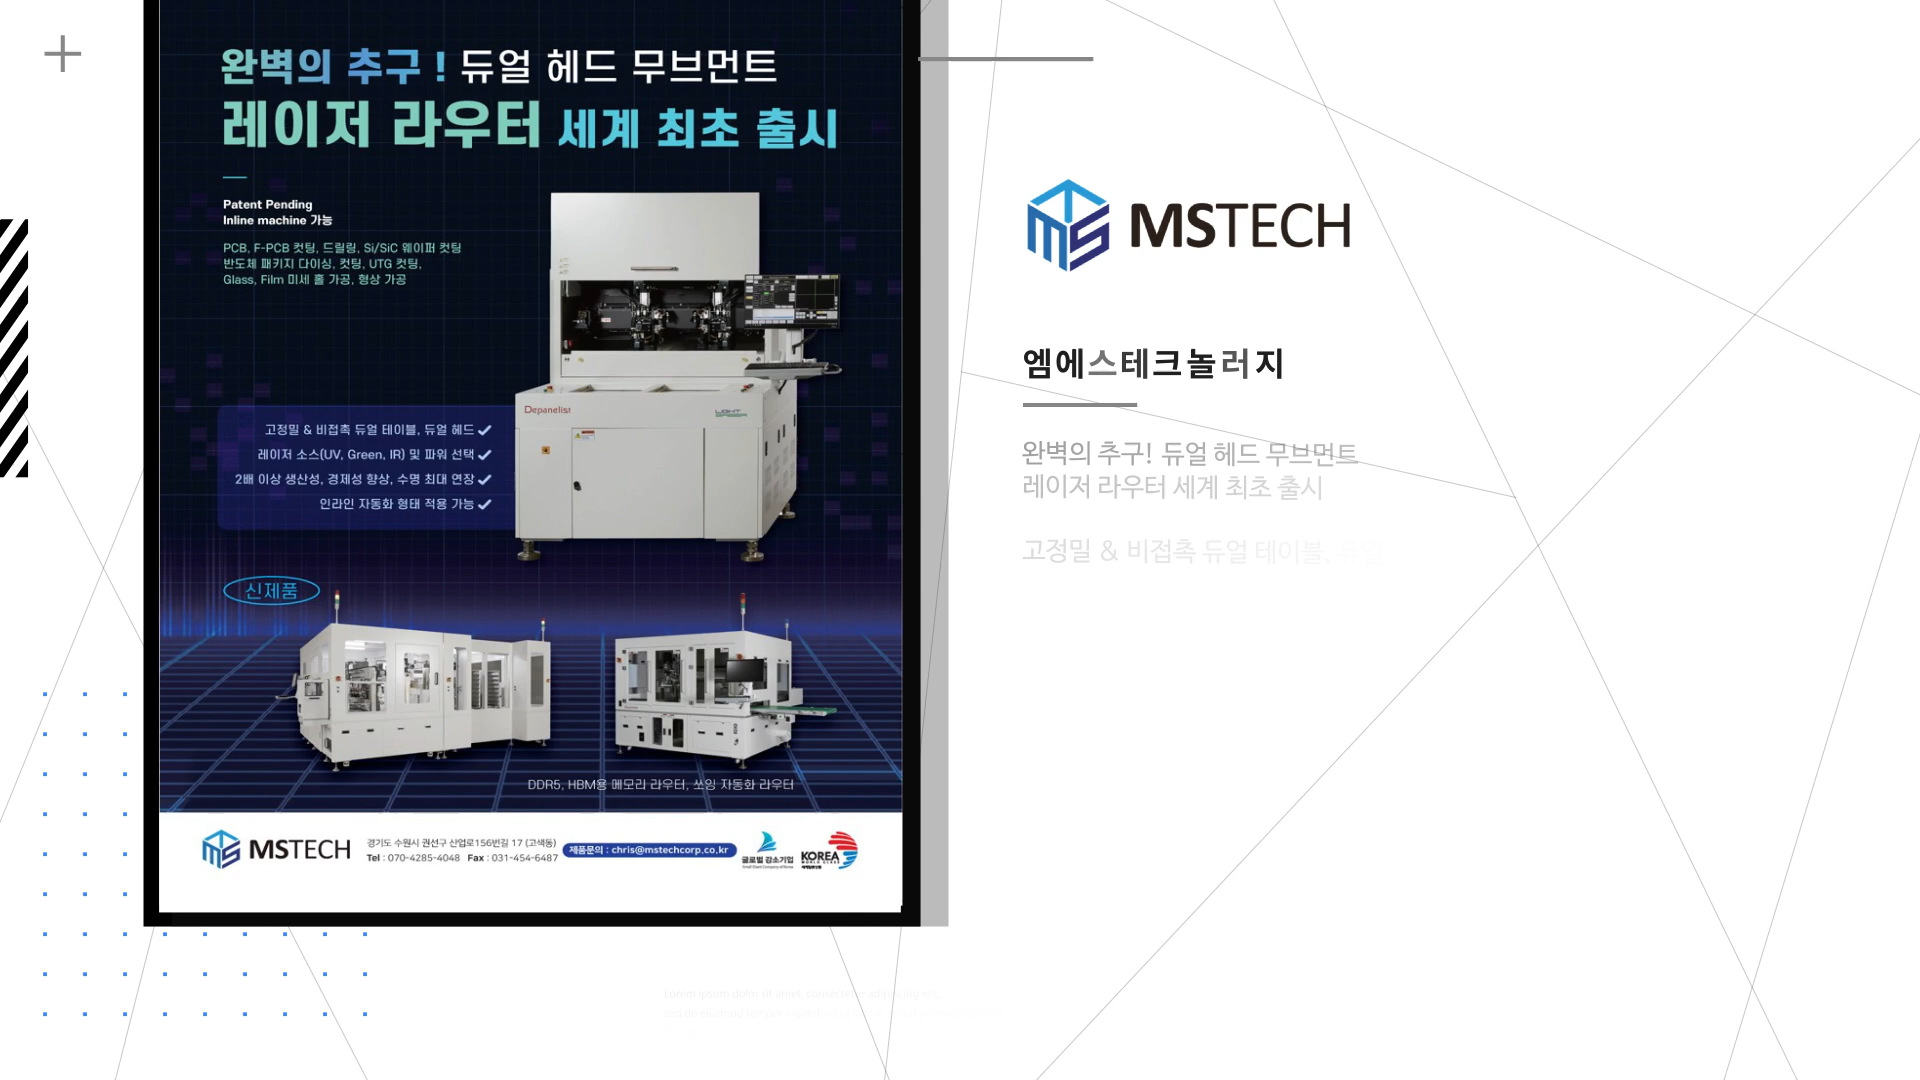 완벽의 추구 ! 듀얼 헤드 무브먼트
레이저 라우터 세계 최초 출시
Patent Pending
Inline machine 가능
PCB, F-PCB 컷팅, 드릴링, Si/SiC 웨이퍼 컷팅
반도체 패키지 다이싱, 컷팅, UTG 컷팅,
Glass, Film 미세 홀 가공, 형상 가공
Depanelist
고정밀 & 비접촉 듀얼 테이블, 듀얼 헤드
레이저 소스(UV, Green, IR) 및 파워 선택
2배 이상 생산성, 경제성 향상, 수명 최대 연장
인라인 자동화 형태 적용 가능
신제품
DDR5, HBM용 메모리 라우터, 쏘잉 자동화 라우터
MSTECH
경기도 수원시 권선구 산업로156번길 17 (고색동)
Tel : 070-4285-4048 Fax : 031-454-6487
제품문의 : chris@mstechcorp.co.kr
글로벌 강소기업
KOREA
MSTECH
엠에스테크놀러지
완벽의 추구! 듀얼 헤드 무브먼트
레이저 라우터 세계 최초 출시
고정밀 & 비접촉 듀얼 테이블, 듀얼
Lorem ipsum dolor sit amet, consectetur adipiscing elit,
sed do eiusmod tempor